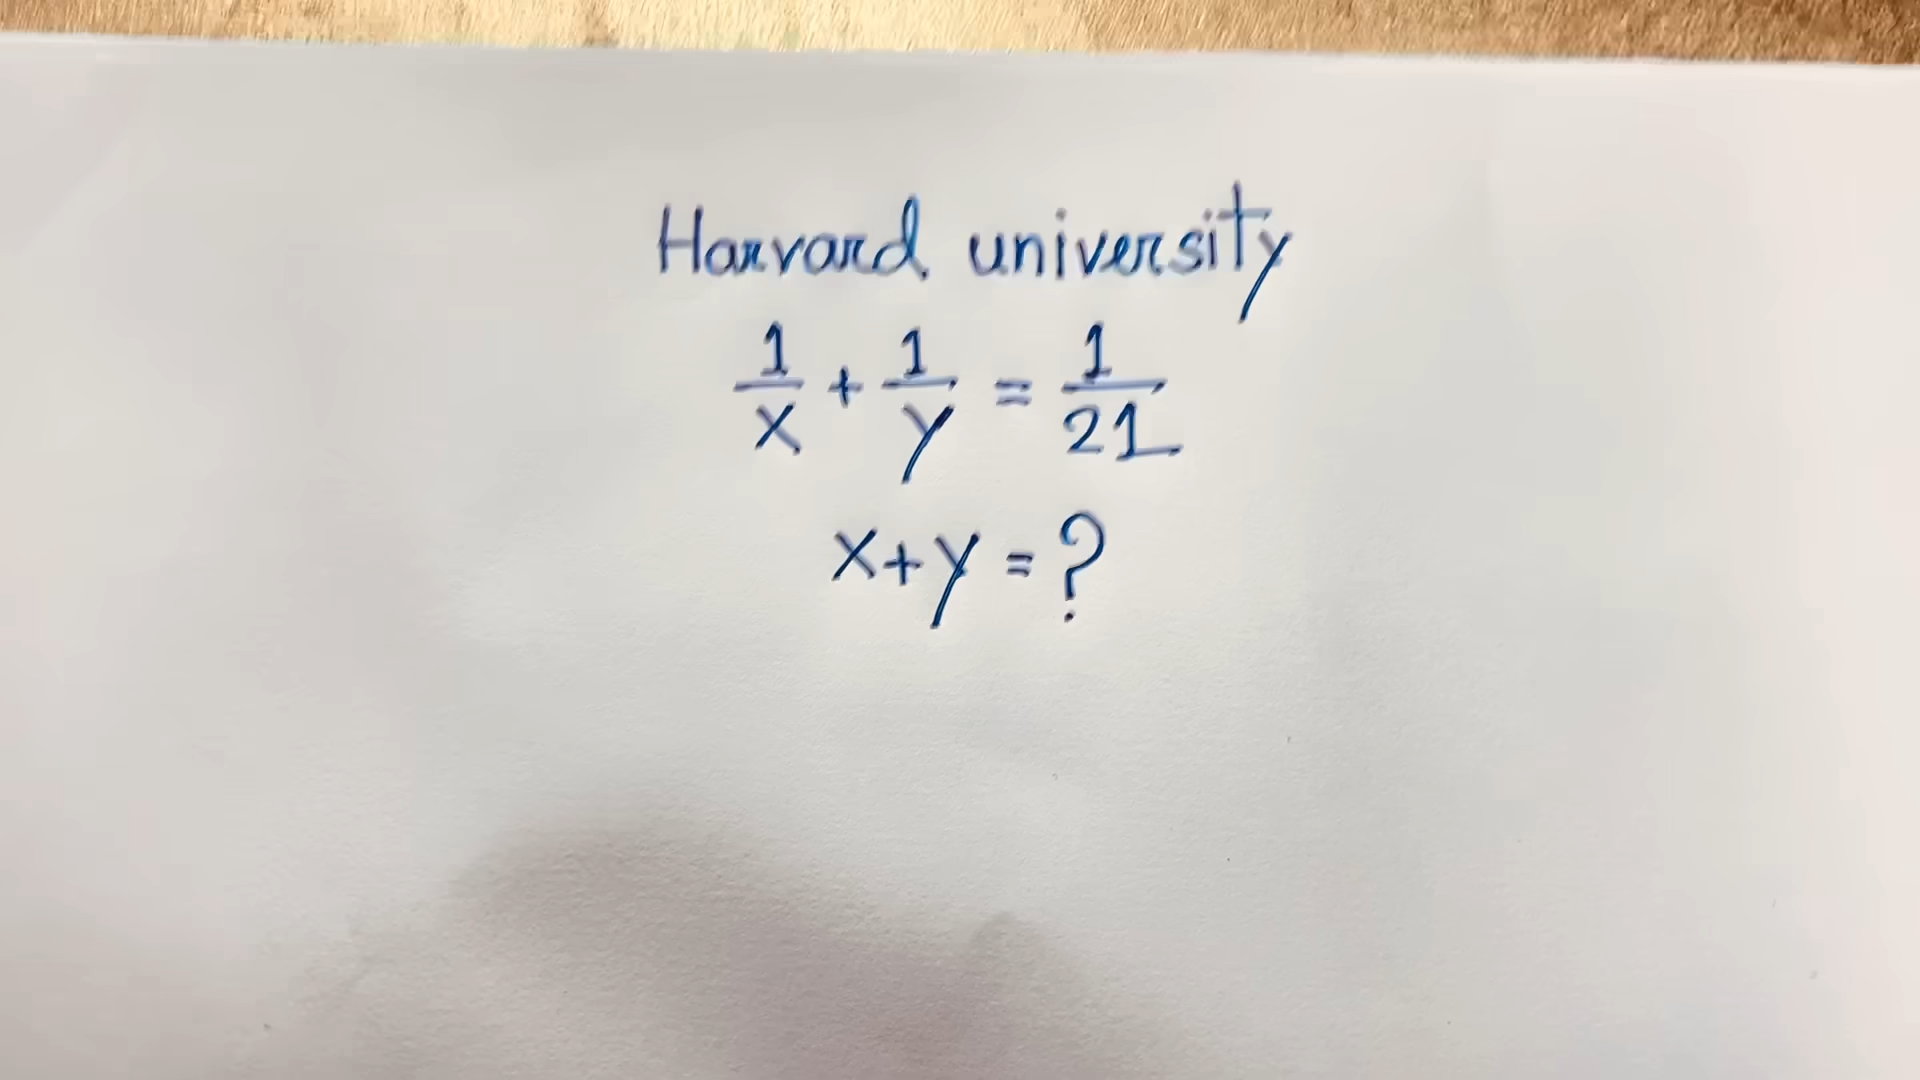 Harvard university
1/x + 1/y = 1/21
x+y = ?